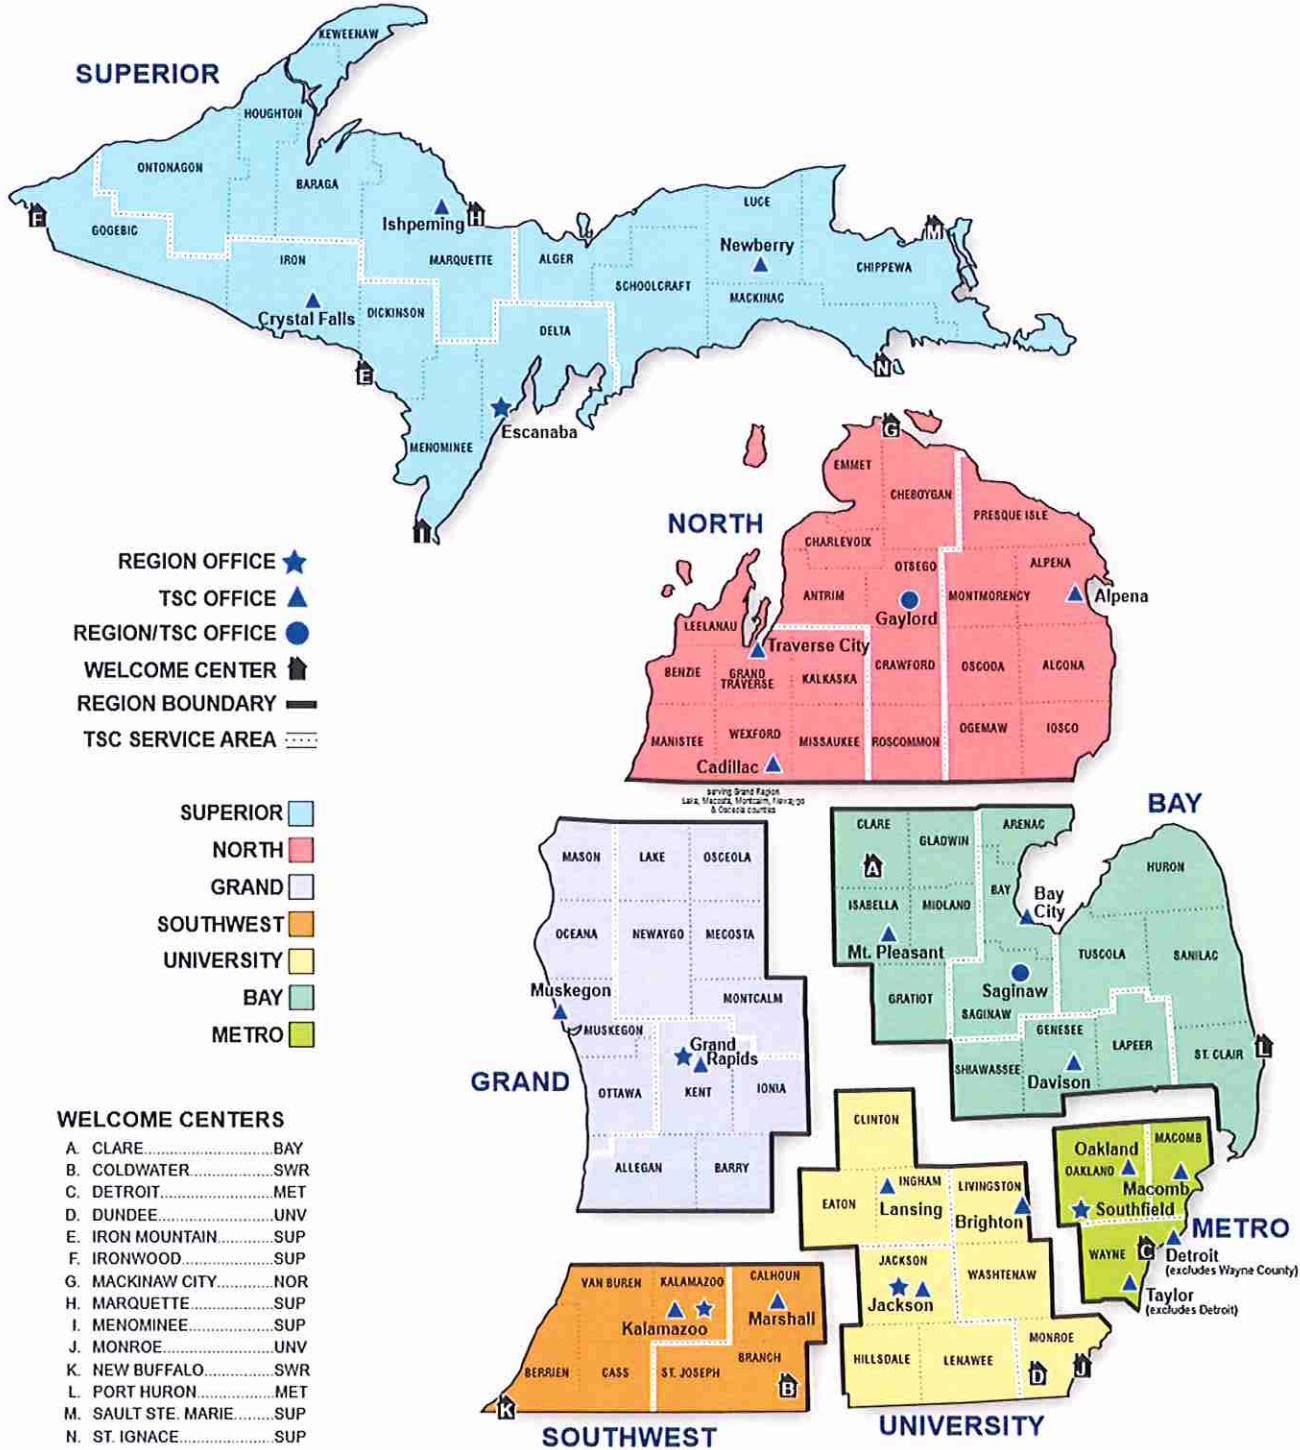 SUPERIOR
KEWEENAW
HOUGHTON
ONTONAGON
BARAGA
GOGEBIC
IRON
Ishpeming
MARQUETTE
ALGER
LUCE
Newberry
SCHOOLCRAFT
CHIPPEWA
MACKINAC
Crystal Falls
DICKINSON
DELTA
Escanaba
MENOMINEE
F
H
M
E
N
I
G
NORTH
EMMET
CHEBOYGAN
PRESQUE ISLE
CHARLEVOIX
OTSEGO
ALPENA
ANTRIM
MONTMORENCY
Alpena
Gaylord
LEELANAU
Traverse City
BENZIE
GRAND
TRAVERSE
KALKASKA
CRAWFORD
OSCODA
ALCONA
MANISTEE
WEXFORD
MISSAUKEE
ROSCOMMON
OGEMAW
IOSCO
Cadillac
serving Grand Region
Lake, Mecosta, Montcalm, Newaygo
& Osceola counties
REGION OFFICE
TSC OFFICE
REGION/TSC OFFICE
WELCOME CENTER
REGION BOUNDARY
TSC SERVICE AREA
SUPERIOR
NORTH
GRAND
SOUTHWEST
UNIVERSITY
BAY
METRO
BAY
CLARE
GLADWIN
ARENAC
HURON
A
ISABELLA
MIDLAND
BAY
Bay
City
Mt. Pleasant
TUSCOLA
SANILAC
GRATIOT
Saginaw
SAGINAW
GENESEE
LAPEER
ST. CLAIR
L
SHIAWASSEE
Davison
GRAND
MASON
LAKE
OSCEOLA
OCEANA
NEWAYGO
MECOSTA
Muskegon
MONTCALM
MUSKEGON
Grand
Rapids
OTTAWA
KENT
IONIA
ALLEGAN
BARRY
METRO
Oakland
OAKLAND
MACOMB
Macomb
Southfield
WAYNE
C
Detroit
(excludes Wayne County)
Taylor
(excludes Detroit)
CLINTON
EATON
INGHAM
Lansing
LIVINGSTON
Brighton
JACKSON
Jackson
WASHTENAW
HILLSDALE
LENAWEE
MONROE
D
J
UNIVERSITY
VAN BUREN
KALAMAZOO
CALHOUN
Kalamazoo
Marshall
BERRIEN
CASS
ST. JOSEPH
BRANCH
B
K
SOUTHWEST
WELCOME CENTERS
A. CLARE............................BAY
B. COLDWATER..................SWR
C. DETROIT.........................MET
D. DUNDEE.........................UNV
E. IRON MOUNTAIN............SUP
F. IRONWOOD....................SUP
G. MACKINAW CITY............NOR
H. MARQUETTE..................SUP
I. MENOMINEE....................SUP
J. MONROE........................UNV
K. NEW BUFFALO...............SWR
L. PORT HURON.................MET
M. SAULT STE. MARIE........SUP
N. ST. IGNACE...................SUP